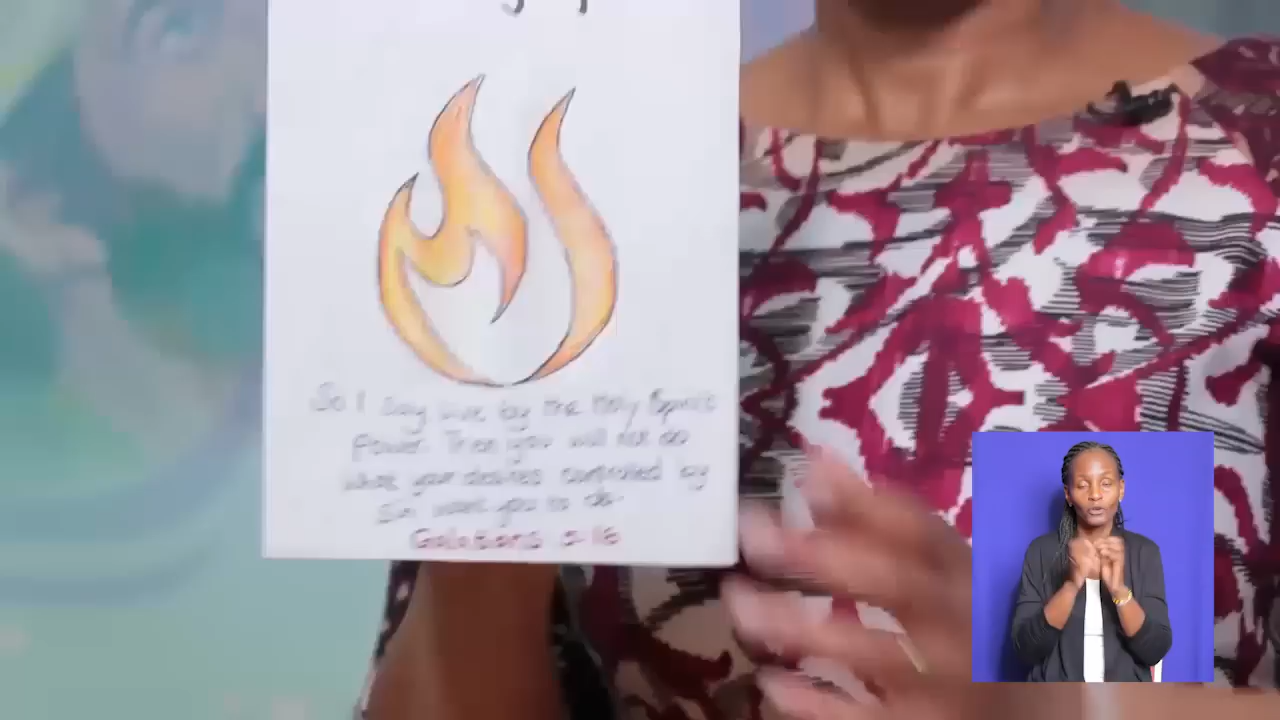 So I say live by the Holy Spirits
Power. Then you will not do
what your desires controlled by
Sin want you to do.
Galatians 5-16